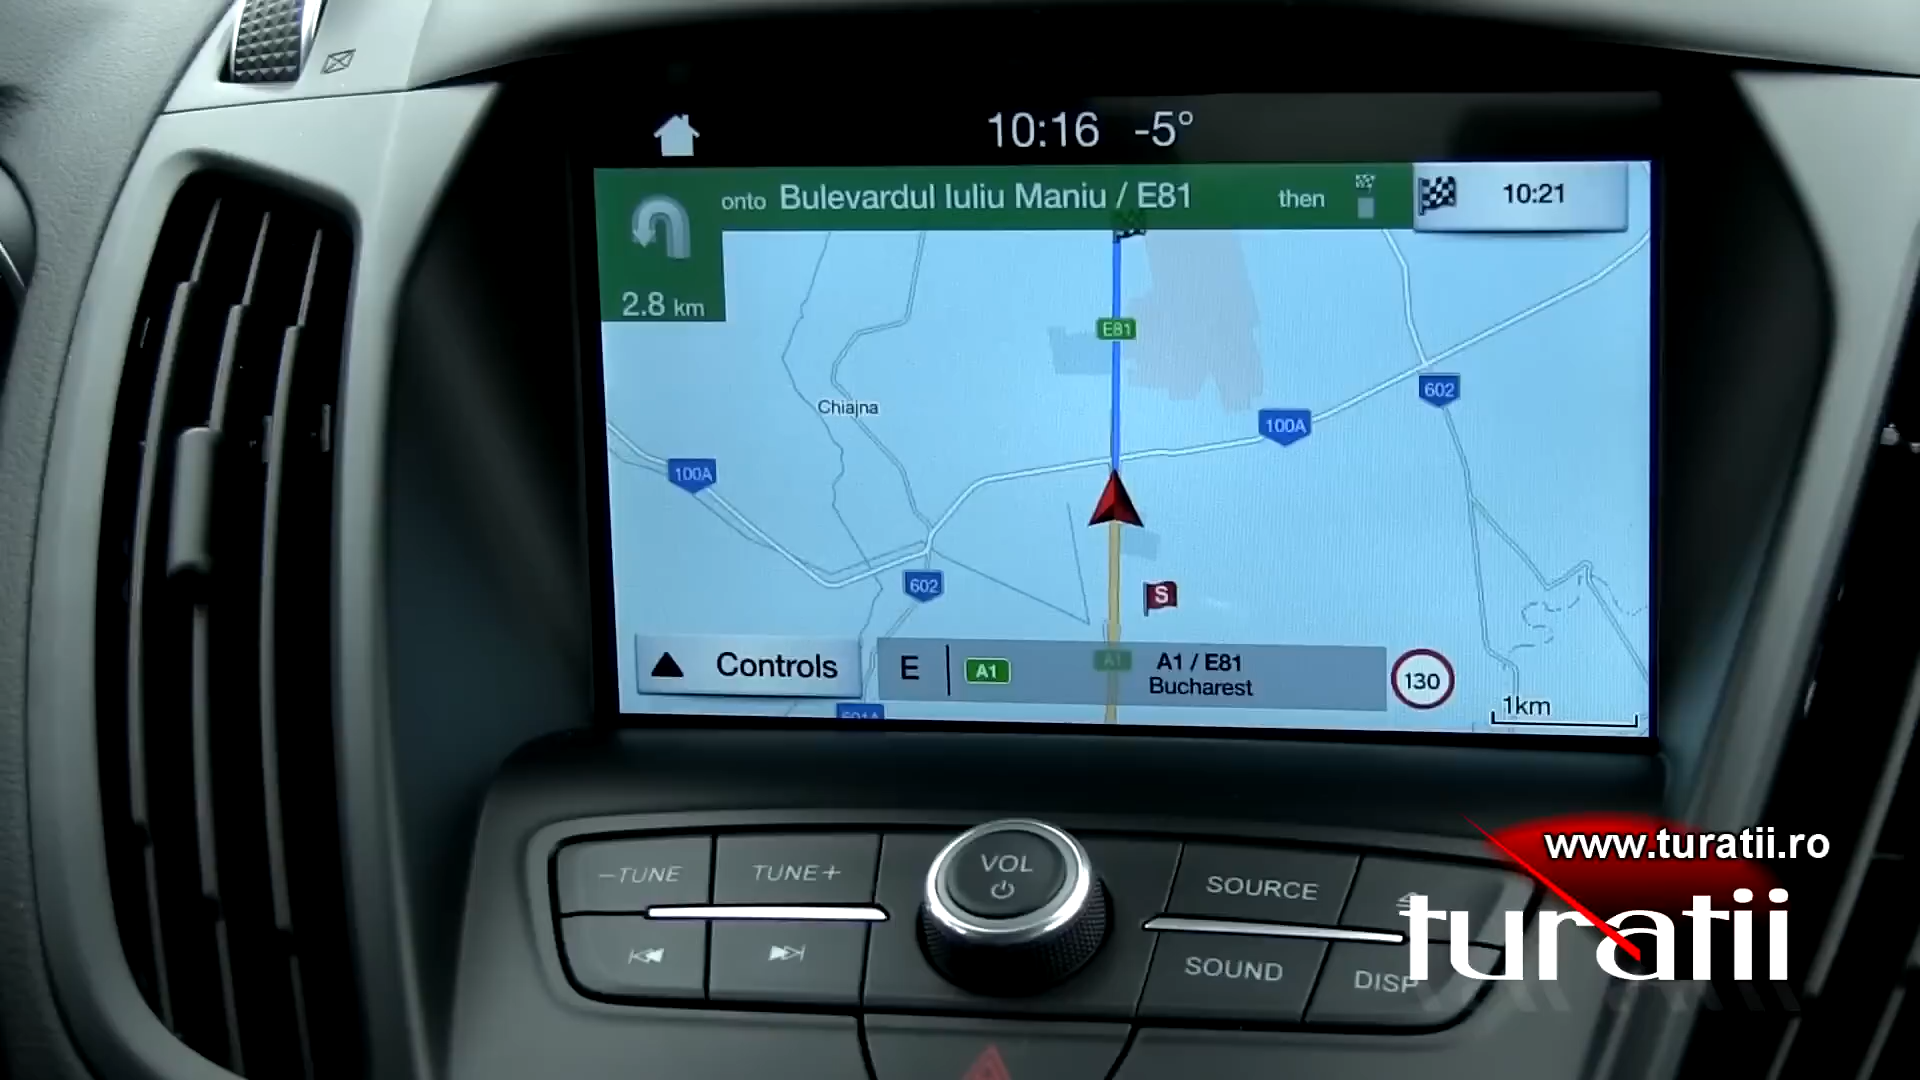 10:16 -5°
onto Bulevardul Iuliu Maniu / E81 then
10:21
2.8 km
E81
602
Chiajna
100A
100A
602
S
Controls
E A1 A1 A1 / E81
Bucharest
130
1km
601A
-TUNE
TUNE+
VOL
SOURCE
SOUND
DISP
www.turatii.ro
turatii